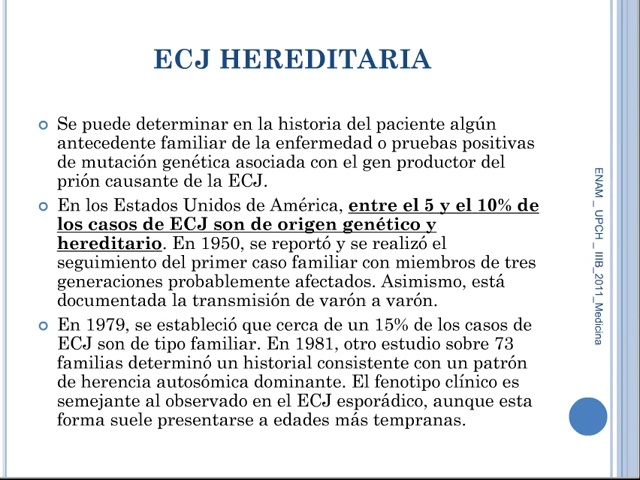 ECJ HEREDITARIA
Se puede determinar en la historia del paciente algún
antecedente familiar de la enfermedad o pruebas positivas
de mutación genética asociada con el gen productor del
prión causante de la ECJ.
En los Estados Unidos de América, entre el 5 y el 10% de
los casos de ECJ son de origen genético y
hereditario. En 1950, se reportó y se realizó el
seguimiento del primer caso familiar con miembros de tres
generaciones probablemente afectados. Asimismo, está
documentada la transmisión de varón a varón.
En 1979, se estableció que cerca de un 15% de los casos de
ECJ son de tipo familiar. En 1981, otro estudio sobre 73
familias determinó un historial consistente con un patrón
de herencia autosómica dominante. El fenotipo clínico es
semejante al observado en el ECJ esporádico, aunque esta
forma suele presentarse a edades más tempranas.
ENAM _ UPCH _ IIIB_2011_Medicina